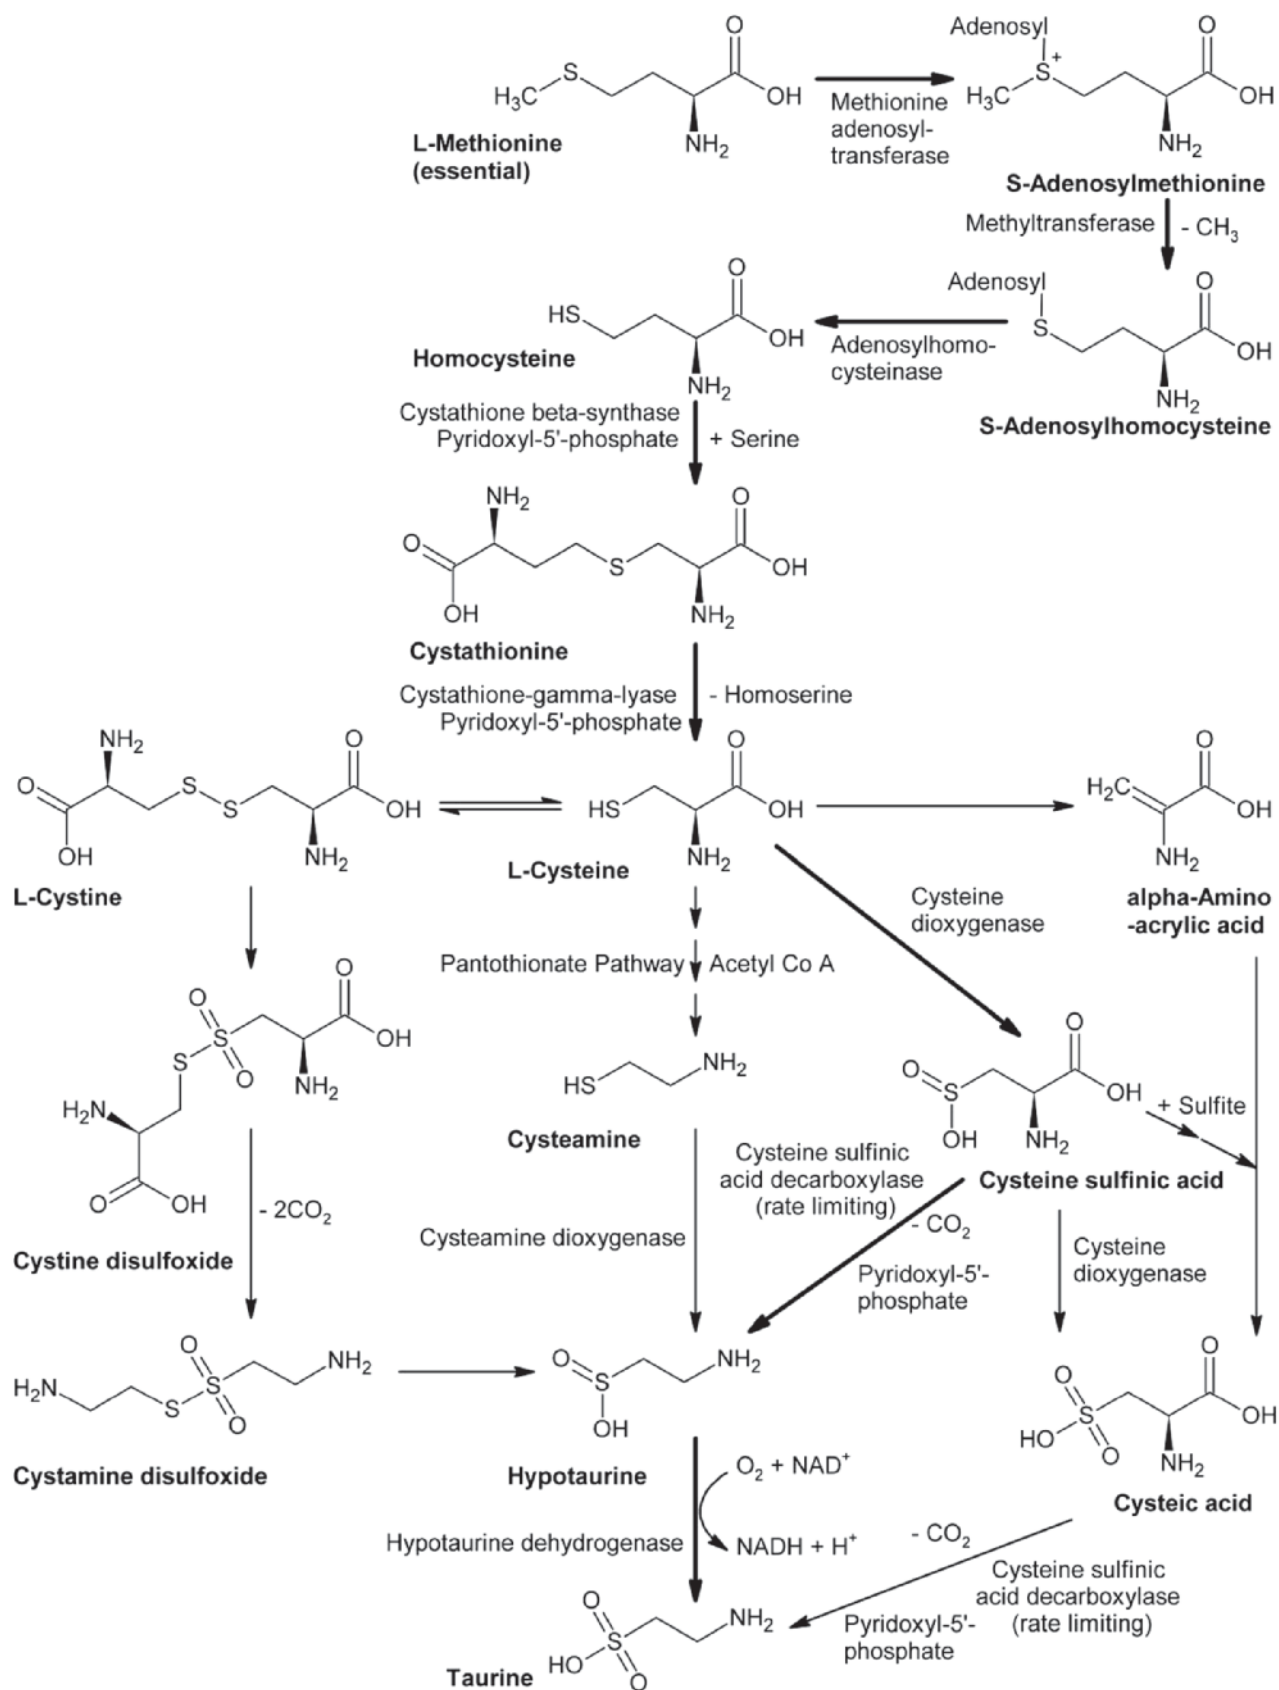 Adenosyl
O
O
S
S+
H3C
OH
H3C
OH
NH2
NH2
L-Methionine
(essential)
Methionine
adenosyl-
transferase
S-Adenosylmethionine
Methyltransferase
- CH3
Adenosyl
O
O
HS
OH
S
OH
NH2
NH2
Homocysteine
Adenosylhomo-
cysteinase
S-Adenosylhomocysteine
Cystathione beta-synthase
Pyridoxyl-5'-phosphate
+ Serine
NH2
O
O
S
OH
OH
NH2
Cystathionine
Cystathione-gamma-lyase
Pyridoxyl-5'-phosphate
- Homoserine
NH2
O
O
S
S
OH
OH
NH2
L-Cystine
O
HS
OH
NH2
L-Cysteine
O
H2C
OH
NH2
alpha-Amino
-acrylic acid
Cysteine
dioxygenase
Pantothionate Pathway
Acetyl Co A
O
O
S
OH
S
O
NH2
H2N
O
OH
Cystine disulfoxide
- 2CO2
HS
NH2
Cysteamine
Cysteamine dioxygenase
O
O
S
OH
OH
NH2
Cysteine sulfinic acid
+ Sulfite
Cysteine sulfinic
acid decarboxylase
(rate limiting)
- CO2
Pyridoxyl-5'-
phosphate
Cysteine
dioxygenase
O
NH2
H2N
S
S
O
Cystamine disulfoxide
O
S
NH2
OH
Hypotaurine
O
O
S
OH
HO
O
NH2
Cysteic acid
O2 + NAD+
Hypotaurine dehydrogenase
NADH + H+
- CO2
Cysteine sulfinic
acid decarboxylase
(rate limiting)
Pyridoxyl-5'-
phosphate
O
NH2
S
HO
O
Taurine